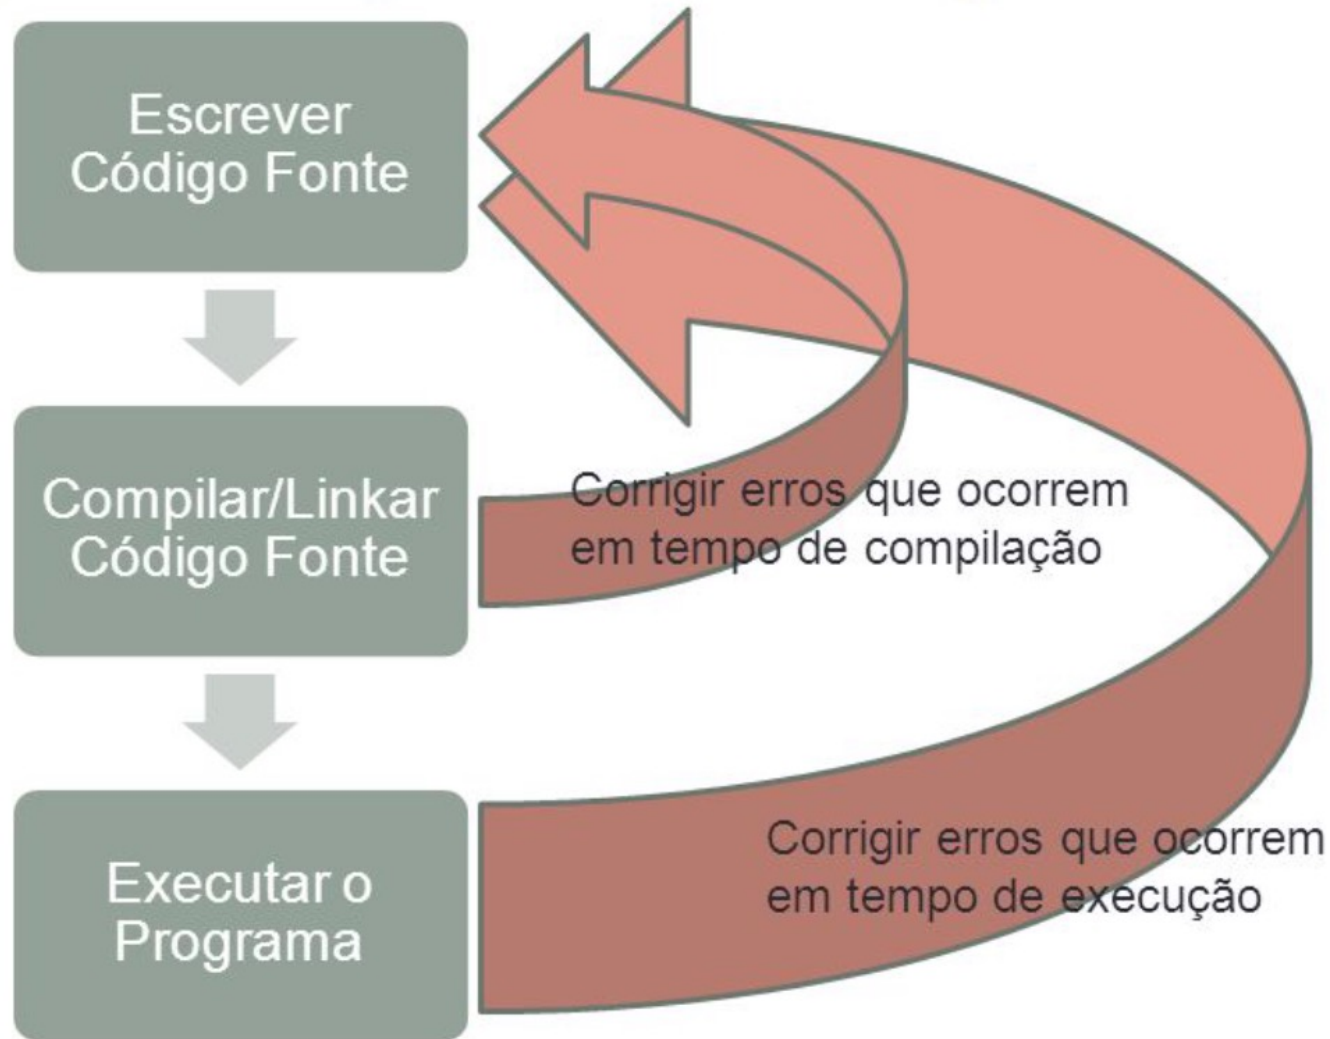 Escrever
Código Fonte
Compilar/Linkar
Código Fonte
Corrigir erros que ocorrem
em tempo de compilação
Executar o
Programa
Corrigir erros que ocorrem
em tempo de execução